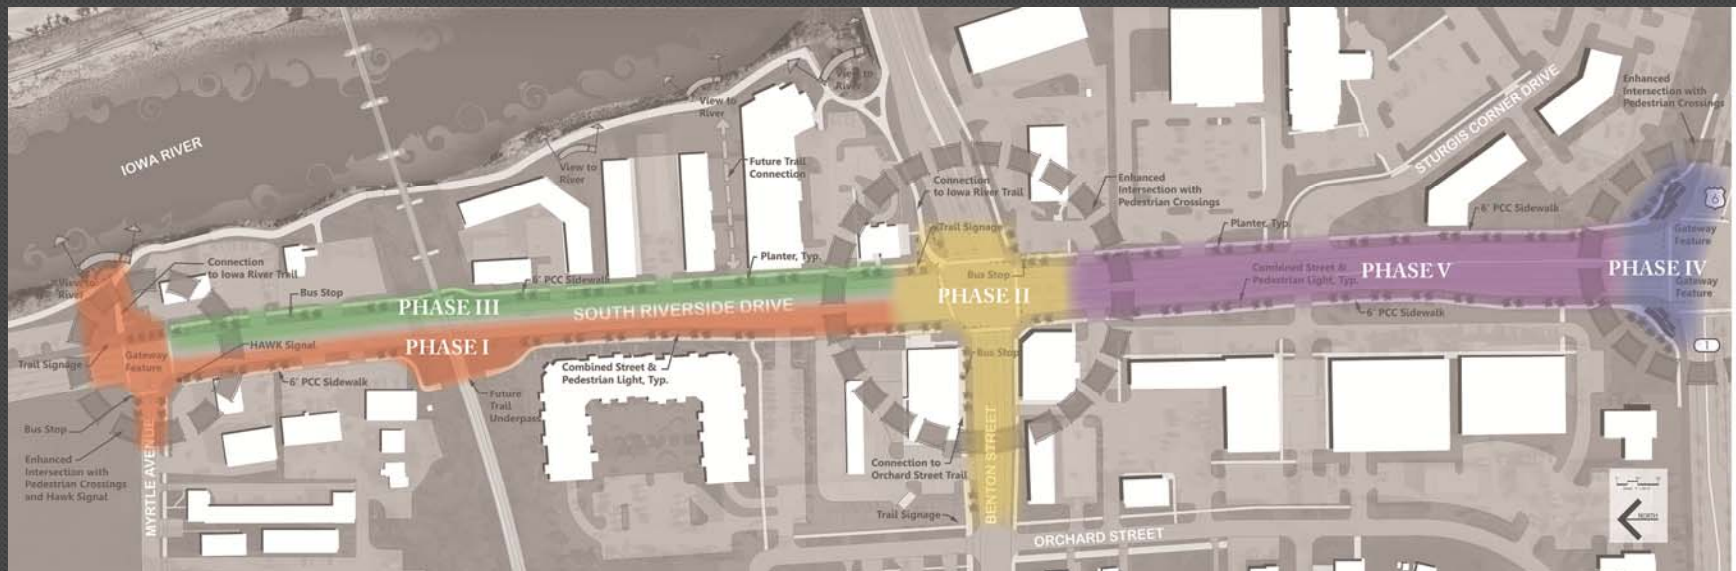 IOWA RIVER
View to
River
View to
River
View to
River
View to
River
Future Trail
Connection
Connection
to Iowa River Trail
Enhanced
Intersection with
Pedestrian Crossings
STURGIS CORNER DRIVE
Enhanced
Intersection with
Pedestrian Crossings
6
Gateway
Feature
Gateway
Feature
1
6' PCC Sidewalk
Planter, Typ.
Trail Signage
Bus Stop
Combined Street &
Pedestrian Light, Typ.
6' PCC Sidewalk
PHASE IV
PHASE V
PHASE II
Planter, Typ.
6' PCC Sidewalk
Connection
to Iowa River Trail
Bus Stop
PHASE III
SOUTH RIVERSIDE DRIVE
PHASE I
HAWK Signal
Gateway
Feature
Trail Signage
6' PCC Sidewalk
Combined Street &
Pedestrian Light, Typ.
Future
Trail
Underpass
Bus Stop
Bus Stop
Enhanced
Intersection with
Pedestrian Crossings
and Hawk Signal
MYRTLE AVENUE
Connection to
Orchard Street Trail
Trail Signage
BENTON STREET
ORCHARD STREET
NORTH